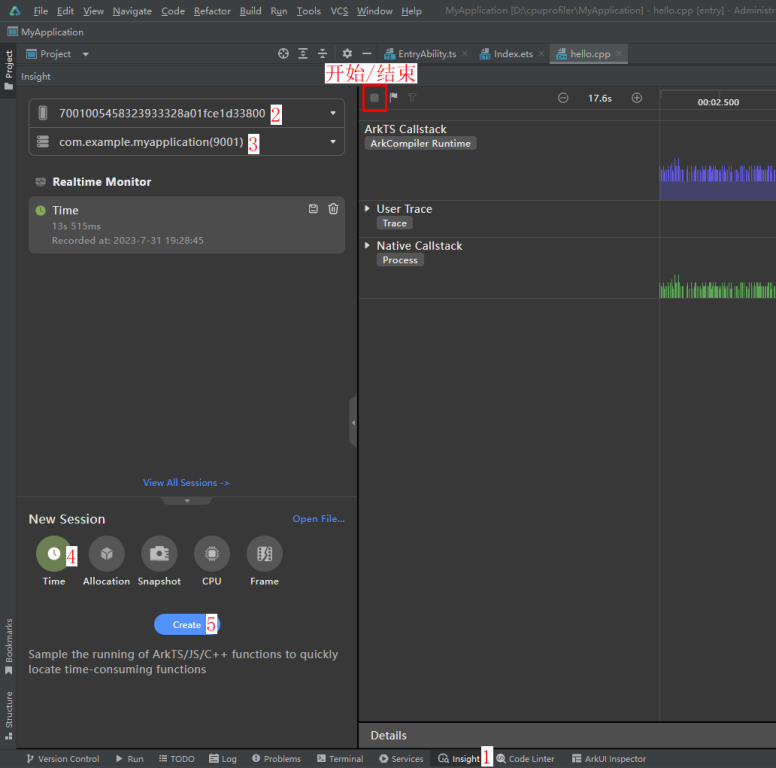 File Edit View Navigate Code Refactor Build Run Tools VCS Window Help MyApplication [D:\cpuprofiler\MyApplication] - hello.cpp [entry] - Administ
MyApplication
Project
Project EntryAbility.ts Index.ets hello.cpp
开始/结束
Insight
7001005458323933328a01fce1d33800 2
com.example.myapplication(9001) 3
Realtime Monitor
Time
13s 515ms
Recorded at: 2023-7-31 19:28:45
View All Sessions ->
New Session Open File...
4
Time Allocation Snapshot CPU Frame
Create 5
Sample the running of ArkTS/JS/C++ functions to quickly
locate time-consuming functions
17.6s 00:02.500
ArkTS Callstack
ArkCompiler Runtime
User Trace
Trace
Native Callstack
Process
Details
Bookmarks
Structure
Version Control Run TODO Log Problems Terminal Services Insight 1 Code Linter ArkUI Inspector